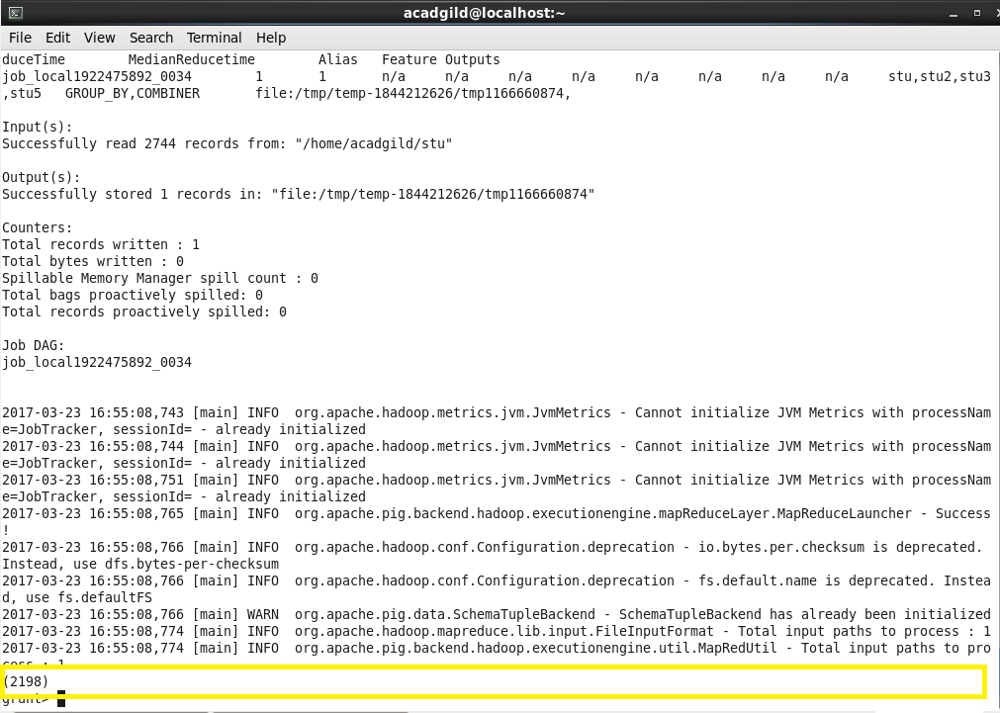 acadgild@localhost:~
File Edit View Search Terminal Help
duceTime MedianReducetime Alias Feature Outputs
job_local1922475892_0034 1 1 n/a n/a n/a n/a n/a n/a n/a n/a stu,stu2,stu3
,stu5 GROUP_BY,COMBINER file:/tmp/temp-1844212626/tmp1166660874,
Input(s):
Successfully read 2744 records from: "/home/acadgild/stu"
Output(s):
Successfully stored 1 records in: "file:/tmp/temp-1844212626/tmp1166660874"
Counters:
Total records written : 1
Total bytes written : 0
Spillable Memory Manager spill count : 0
Total bags proactively spilled: 0
Total records proactively spilled: 0
Job DAG:
job_local1922475892_0034
2017-03-23 16:55:08,743 [main] INFO org.apache.hadoop.metrics.jvm.JvmMetrics - Cannot initialize JVM Metrics with processNam
e=JobTracker, sessionId= - already initialized
2017-03-23 16:55:08,744 [main] INFO org.apache.hadoop.metrics.jvm.JvmMetrics - Cannot initialize JVM Metrics with processNam
e=JobTracker, sessionId= - already initialized
2017-03-23 16:55:08,751 [main] INFO org.apache.hadoop.metrics.jvm.JvmMetrics - Cannot initialize JVM Metrics with processNam
e=JobTracker, sessionId= - already initialized
2017-03-23 16:55:08,765 [main] INFO org.apache.pig.backend.hadoop.executionengine.mapReduceLayer.MapReduceLauncher - Success
!
2017-03-23 16:55:08,766 [main] INFO org.apache.hadoop.conf.Configuration.deprecation - io.bytes.per.checksum is deprecated.
Instead, use dfs.bytes-per-checksum
2017-03-23 16:55:08,766 [main] INFO org.apache.hadoop.conf.Configuration.deprecation - fs.default.name is deprecated. Instea
d, use fs.defaultFS
2017-03-23 16:55:08,766 [main] WARN org.apache.pig.data.SchemaTupleBackend - SchemaTupleBackend has already been initialized
2017-03-23 16:55:08,774 [main] INFO org.apache.hadoop.mapreduce.lib.input.FileInputFormat - Total input paths to process : 1
2017-03-23 16:55:08,774 [main] INFO org.apache.pig.backend.hadoop.executionengine.util.MapRedUtil - Total input paths to pro
cess : 1
(2198)
grunt>